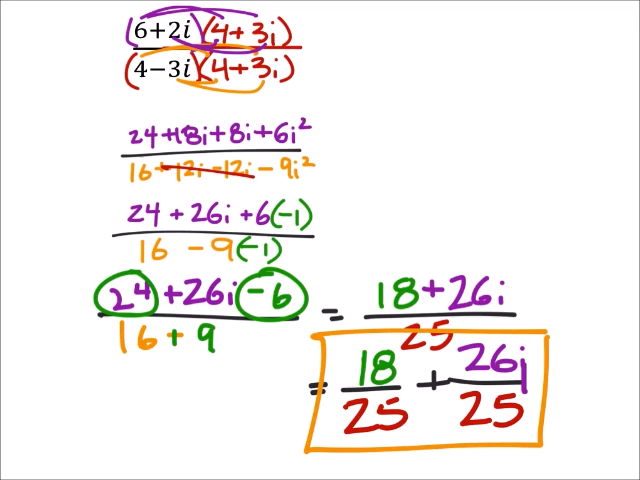 (6+2i)(4+3i)
(4−3i)(4+3i)
24+18i+8i+6i²
16+12i-12i-9i²
24+26i+6(-1)
16-9(-1)
24+26i-6 = 18+26i
16+9 25
= 18 + 26i
25 25